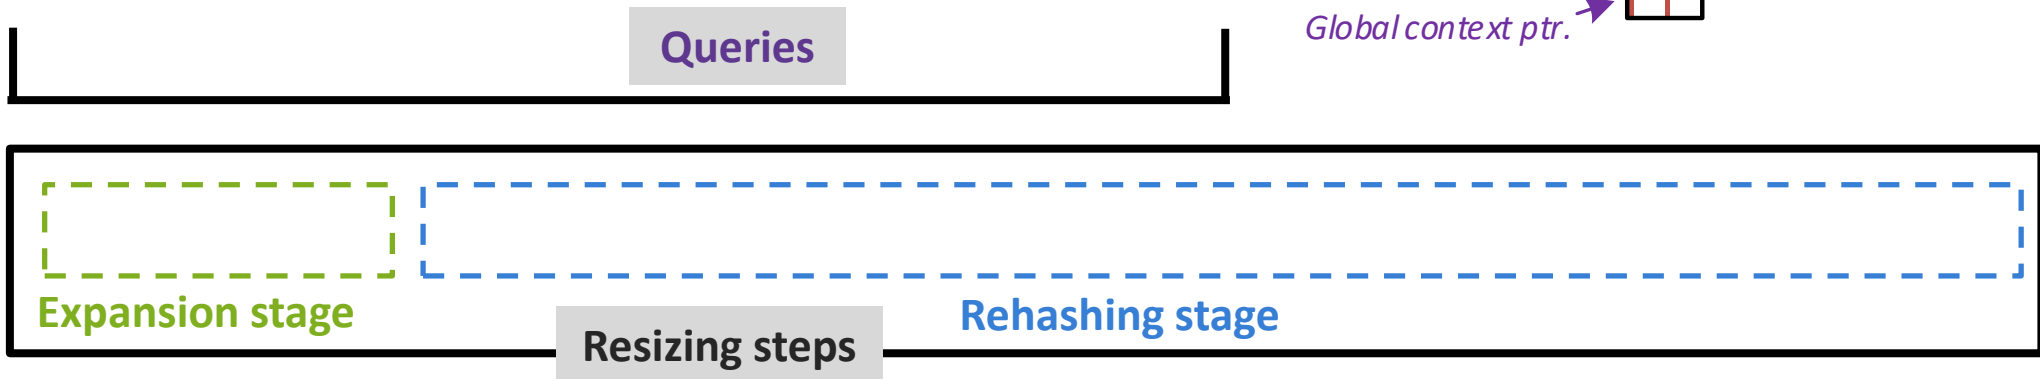 Global context ptr.
Queries
Expansion stage
Rehashing stage
Resizing steps